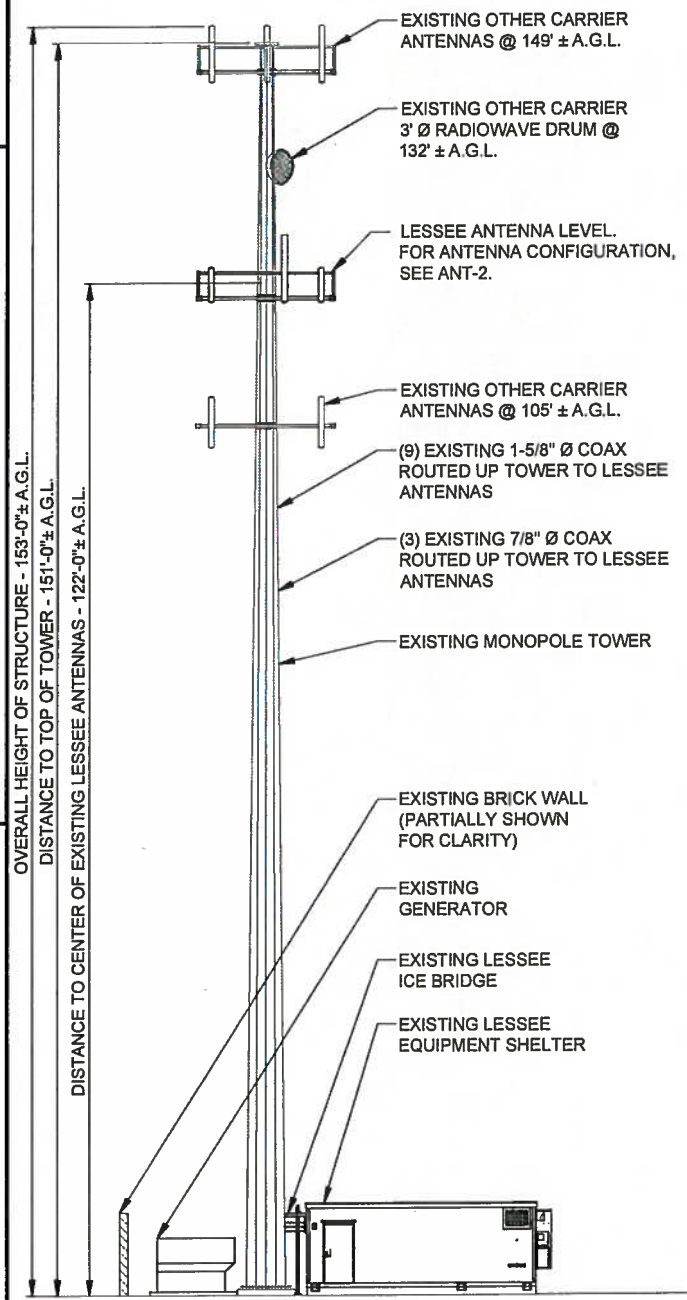 EXISTING OTHER CARRIER
ANTENNAS @ 149' ± A.G.L.
EXISTING OTHER CARRIER
3' Ø RADIOWAVE DRUM @
132' ± A.G.L.
LESSEE ANTENNA LEVEL.
FOR ANTENNA CONFIGURATION,
SEE ANT-2.
EXISTING OTHER CARRIER
ANTENNAS @ 105' ± A.G.L.
(9) EXISTING 1-5/8" Ø COAX
ROUTED UP TOWER TO LESSEE
ANTENNAS
(3) EXISTING 7/8" Ø COAX
ROUTED UP TOWER TO LESSEE
ANTENNAS
EXISTING MONOPOLE TOWER
EXISTING BRICK WALL
(PARTIALLY SHOWN
FOR CLARITY)
EXISTING
GENERATOR
EXISTING LESSEE
ICE BRIDGE
EXISTING LESSEE
EQUIPMENT SHELTER
OVERALL HEIGHT OF STRUCTURE - 153'-0"± A.G.L.
DISTANCE TO TOP OF TOWER - 151'-0"± A.G.L.
DISTANCE TO CENTER OF EXISTING LESSEE ANTENNAS - 122'-0"± A.G.L.